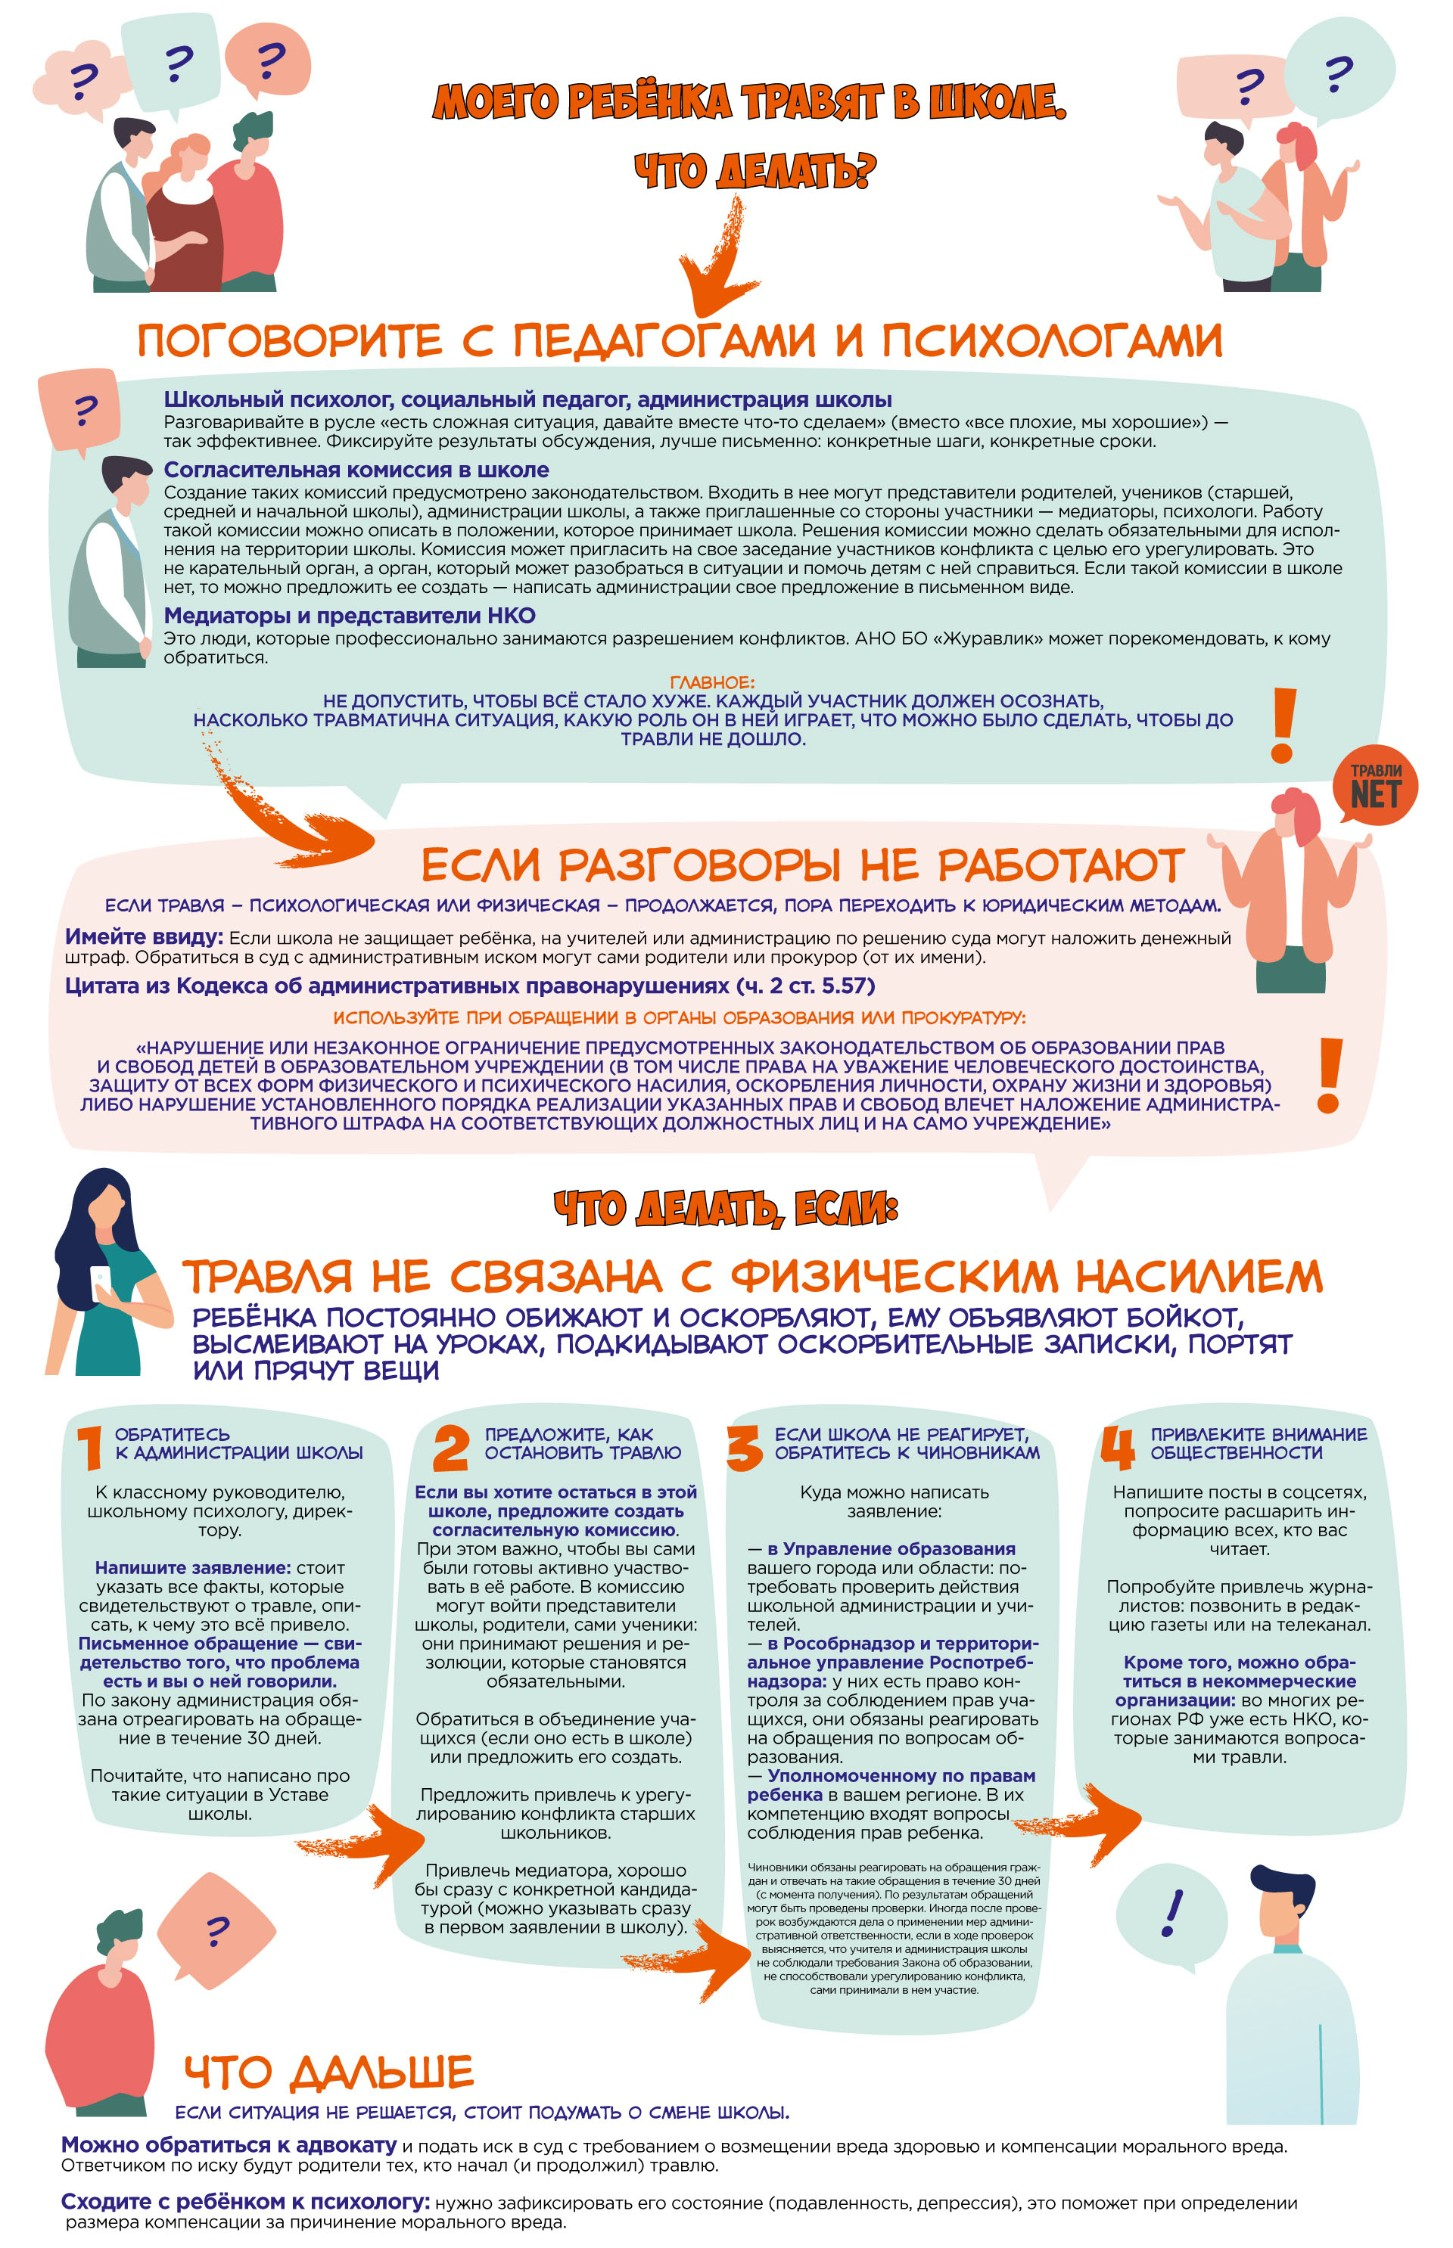 ?
?
?
?
?
МОЕГО РЕБЁНКА ТРАВЯТ В ШКОЛЕ.
ЧТО ДЕЛАТЬ?
ПОГОВОРИТЕ С ПЕДАГОГАМИ И ПСИХОЛОГАМИ
?
Школьный психолог, социальный педагог, администрация школы
Разговаривайте в русле «есть сложная ситуация, давайте вместе что-то сделаем» (вместо «все плохие, мы хорошие») —
так эффективнее. Фиксируйте результаты обсуждения, лучше письменно: конкретные шаги, конкретные сроки.
Согласительная комиссия в школе
Создание таких комиссий предусмотрено законодательством. Входить в нее могут представители родителей, учеников (старшей,
средней и начальной школы), администрации школы, а также приглашенные со стороны участники — медиаторы, психологи. Работу
такой комиссии можно описать в положении, которое принимает школа. Решения комиссии можно сделать обязательными для испол-
нения на территории школы. Комиссия может пригласить на свое заседание участников конфликта с целью его урегулировать. Это
не карательный орган, а орган, который может разобраться в ситуации и помочь детям с ней справиться. Если такой комиссии в школе
нет, то можно предложить ее создать — написать администрации свое предложение в письменном виде.
Медиаторы и представители НКО
Это люди, которые профессионально занимаются разрешением конфликтов. АНО БО «Журавлик» может порекомендовать, к кому
обратиться.
ГЛАВНОЕ:
НЕ ДОПУСТИТЬ, ЧТОБЫ ВСЁ СТАЛО ХУЖЕ. КАЖДЫЙ УЧАСТНИК ДОЛЖЕН ОСОЗНАТЬ,
НАСКОЛЬКО ТРАВМАТИЧНА СИТУАЦИЯ, КАКУЮ РОЛЬ ОН В НЕЙ ИГРАЕТ, ЧТО МОЖНО БЫЛО СДЕЛАТЬ, ЧТОБЫ ДО
ТРАВЛИ НЕ ДОШЛО.
!
ТРАВЛИ
NET
ЕСЛИ РАЗГОВОРЫ НЕ РАБОТАЮТ
ЕСЛИ ТРАВЛЯ – ПСИХОЛОГИЧЕСКАЯ ИЛИ ФИЗИЧЕСКАЯ – ПРОДОЛЖАЕТСЯ, ПОРА ПЕРЕХОДИТЬ К ЮРИДИЧЕСКИМ МЕТОДАМ.
Имейте ввиду: Если школа не защищает ребёнка, на учителей или администрацию по решению суда могут наложить денежный
штраф. Обратиться в суд с административным иском могут сами родители или прокурор (от их имени).
Цитата из Кодекса об административных правонарушениях (ч. 2 ст. 5.57)
ИСПОЛЬЗУЙТЕ ПРИ ОБРАЩЕНИИ В ОРГАНЫ ОБРАЗОВАНИЯ ИЛИ ПРОКУРАТУРУ:
«НАРУШЕНИЕ ИЛИ НЕЗАКОННОЕ ОГРАНИЧЕНИЕ ПРЕДУСМОТРЕННЫХ ЗАКОНОДАТЕЛЬСТВОМ ОБ ОБРАЗОВАНИИ ПРАВ
И СВОБОД ДЕТЕЙ В ОБРАЗОВАТЕЛЬНОМ УЧРЕЖДЕНИИ (В ТОМ ЧИСЛЕ ПРАВА НА УВАЖЕНИЕ ЧЕЛОВЕЧЕСКОГО ДОСТОИНСТВА,
ЗАЩИТУ ОТ ВСЕХ ФОРМ ФИЗИЧЕСКОГО И ПСИХИЧЕСКОГО НАСИЛИЯ, ОСКОРБЛЕНИЯ ЛИЧНОСТИ, ОХРАНУ ЖИЗНИ И ЗДОРОВЬЯ)
ЛИБО НАРУШЕНИЕ УСТАНОВЛЕННОГО ПОРЯДКА РЕАЛИЗАЦИИ УКАЗАННЫХ ПРАВ И СВОБОД ВЛЕЧЕТ НАЛОЖЕНИЕ АДМИНИСТРА-
ТИВНОГО ШТРАФА НА СООТВЕТСТВУЮЩИХ ДОЛЖНОСТНЫХ ЛИЦ И НА САМО УЧРЕЖДЕНИЕ»
!
ЧТО ДЕЛАТЬ, ЕСЛИ:
ТРАВЛЯ НЕ СВЯЗАНА С ФИЗИЧЕСКИМ НАСИЛИЕМ
РЕБЁНКА ПОСТОЯННО ОБИЖАЮТ И ОСКОРБЛЯЮТ, ЕМУ ОБЪЯВЛЯЮТ БОЙКОТ,
ВЫСМЕИВАЮТ НА УРОКАХ, ПОДКИДЫВАЮТ ОСКОРБИТЕЛЬНЫЕ ЗАПИСКИ, ПОРТЯТ
ИЛИ ПРЯЧУТ ВЕЩИ
1
ОБРАТИТЕСЬ
К АДМИНИСТРАЦИИ ШКОЛЫ
К классному руководителю,
школьному психологу, дирек-
тору.
Напишите заявление: стоит
указать все факты, которые
свидетельствуют о травле, опи-
сать, к чему это всё привело.
Письменное обращение — сви-
детельство того, что проблема
есть и вы о ней говорили.
По закону администрация обя-
зана отреагировать на обраще-
ние в течение 30 дней.
Почитайте, что написано про
такие ситуации в Уставе
школы.
2
ПРЕДЛОЖИТЕ, КАК
ОСТАНОВИТЬ ТРАВЛЮ
Если вы хотите остаться в этой
школе, предложите создать
согласительную комиссию.
При этом важно, чтобы вы сами
были готовы активно участво-
вать в её работе. В комиссию
могут войти представители
школы, родители, сами ученики:
они принимают решения и ре-
золюции, которые становятся
обязательными.
Обратиться в объединение уча-
щихся (если оно есть в школе)
или предложить его создать.
Предложить привлечь к урегу-
лированию конфликта старших
школьников.
Привлечь медиатора, хорошо
бы сразу с конкретной кандида-
турой (можно указывать сразу
в первом заявлении в школу).
3
ЕСЛИ ШКОЛА НЕ РЕАГИРУЕТ,
ОБРАТИТЕСЬ К ЧИНОВНИКАМ
Куда можно написать
заявление:
— в Управление образования
вашего города или области: по-
требовать проверить действия
школьной администрации и учи-
телей.
— в Рособрнадзор и территори-
альное управление Роспотреб-
надзора: у них есть право кон-
троля за соблюдением прав уча-
щихся, они обязаны реагировать
на обращения по вопросам об-
разования.
— Уполномоченному по правам
ребенка в вашем регионе. В их
компетенцию входят вопросы
соблюдения прав ребенка.
Чиновники обязаны реагировать на обращения граж-
дан и отвечать на такие обращения в течение 30 дней
(с момента получения). По результатам обращений
могут быть проведены проверки. Иногда после прове-
рок возбуждаются дела о применении мер админи-
стративной ответственности, если в ходе проверок
выясняется, что учителя и администрация школы
не соблюдали требования Закона об образовании,
не способствовали урегулированию конфликта,
сами принимали в нем участие.
4
ПРИВЛЕКИТЕ ВНИМАНИЕ
ОБЩЕСТВЕННОСТИ
Напишите посты в соцсетях,
попросите расшарить ин-
формацию всех, кто вас
читает.
Попробуйте привлечь журна-
листов: позвонить в редак-
цию газеты или на телеканал.
Кроме того, можно обра-
титься в некоммерческие
организации: во многих ре-
гионах РФ уже есть НКО, ко-
торые занимаются вопроса-
ми травли.
?
!
ЧТО ДАЛЬШЕ
ЕСЛИ СИТУАЦИЯ НЕ РЕШАЕТСЯ, СТОИТ ПОДУМАТЬ О СМЕНЕ ШКОЛЫ.
Можно обратиться к адвокату и подать иск в суд с требованием о возмещении вреда здоровью и компенсации морального вреда.
Ответчиком по иску будут родители тех, кто начал (и продолжил) травлю.
Сходите с ребёнком к психологу: нужно зафиксировать его состояние (подавленность, депрессия), это поможет при определении
размера компенсации за причинение морального вреда.